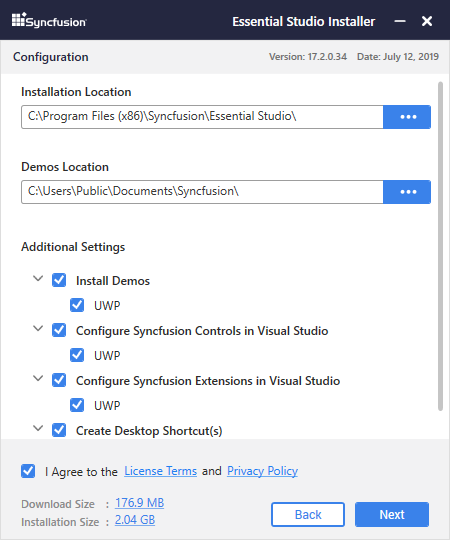 Syncfusion Essential Studio Installer
Configuration Version: 17.2.0.34 Date: July 12, 2019
Installation Location
C:\Program Files (x86)\Syncfusion\Essential Studio\
Demos Location
C:\Users\Public\Documents\Syncfusion\
Additional Settings
Install Demos
UWP
Configure Syncfusion Controls in Visual Studio
UWP
Configure Syncfusion Extensions in Visual Studio
UWP
Create Desktop Shortcut(s)
I Agree to the License Terms and Privacy Policy
Download Size : 176.9 MB
Installation Size : 2.04 GB
Back Next